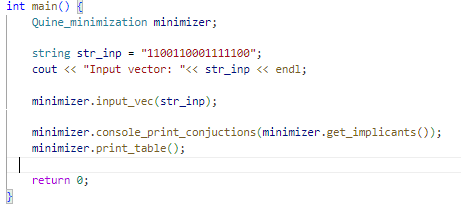 int main() {
Quine_minimization minimizer;
string str_inp = "1100110001111100";
cout << "Input vector: "<< str_inp << endl;
minimizer.input_vec(str_inp);
minimizer.console_print_conjuctions(minimizer.get_implicants());
minimizer.print_table();
return 0;
}